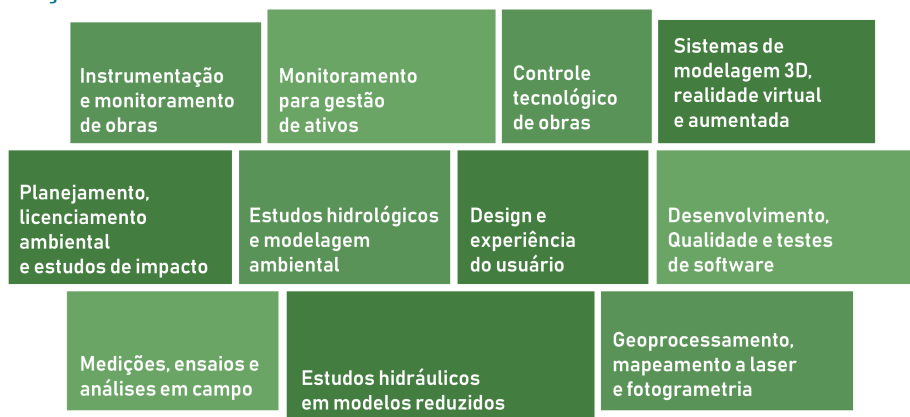 Instrumentação
e monitoramento
de obras
Monitoramento
para gestão
de ativos
Controle
tecnológico
de obras
Sistemas de
modelagem 3D,
realidade virtual
e aumentada
Planejamento,
licenciamento
ambiental
e estudos de impacto
Estudos hidrológicos
e modelagem
ambiental
Design e
experiência
do usuário
Desenvolvimento,
Qualidade e testes
de software
Medições, ensaios e
análises em campo
Estudos hidráulicos
em modelos reduzidos
Geoprocessamento,
mapeamento a laser
e fotogrametria